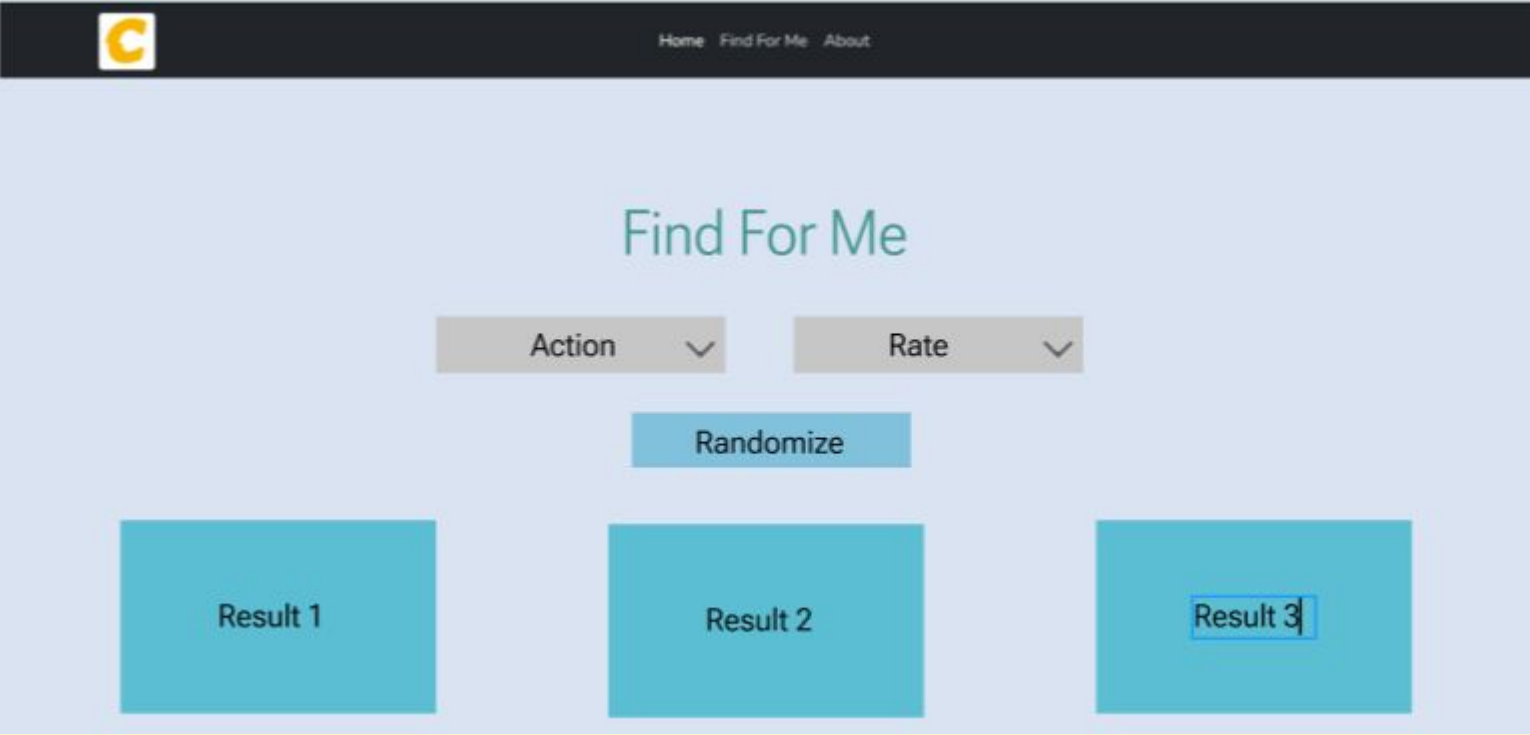 C
Home Find For Me About
Find For Me
Action Rate
Randomize
Result 1 Result 2 Result 3